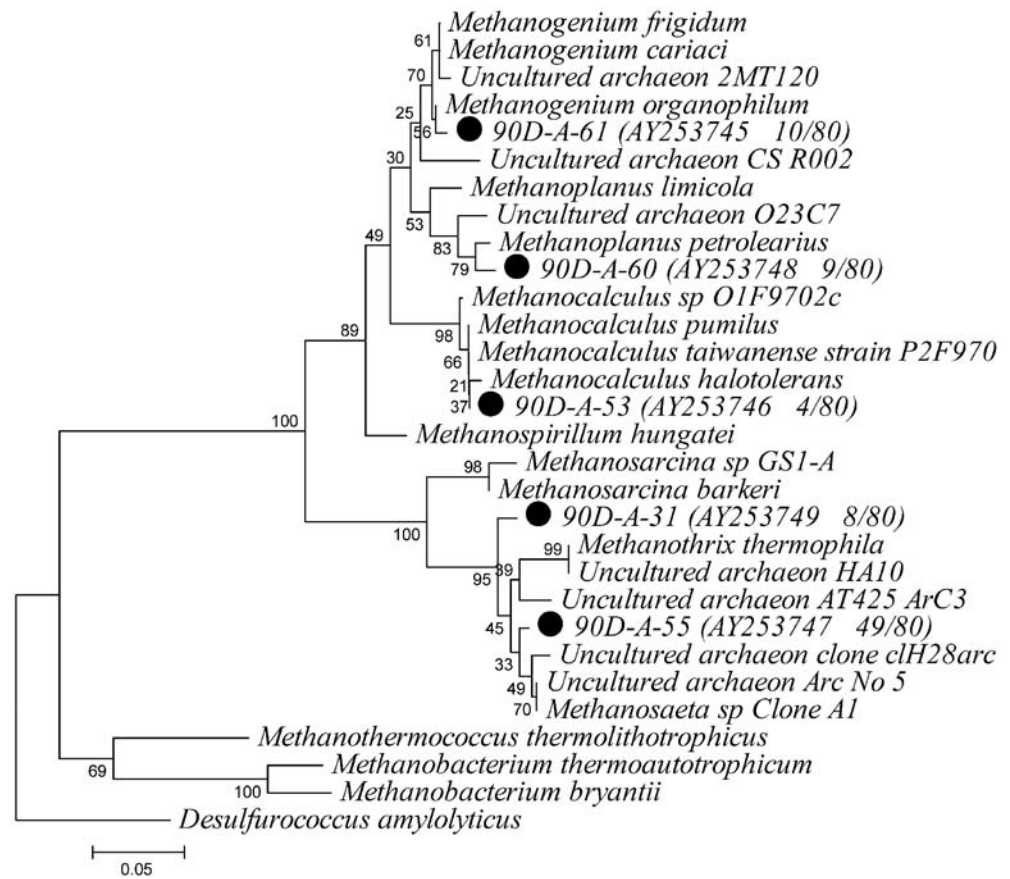 Methanogenium frigidum
61
Methanogenium cariaci
70
Uncultured archaeon 2MT120
25
Methanogenium organophilum
56
90D-A-61 (AY253745 10/80)
30
Uncultured archaeon CS R002
Methanoplanus limicola
53
Uncultured archaeon O23C7
49
83
Methanoplanus petrolearius
79
90D-A-60 (AY253748 9/80)
Methanocalculus sp O1F9702c
89
98
Methanocalculus pumilus
66
Methanocalculus taiwanense strain P2F970
21
Methanocalculus halotolerans
37
90D-A-53 (AY253746 4/80)
100
Methanospirillum hungatei
98
Methanosarcina sp GS1-A
Methanosarcina barkeri
100
90D-A-31 (AY253749 8/80)
99
Methanothrix thermophila
95
39
Uncultured archaeon HA10
Uncultured archaeon AT425 ArC3
45
90D-A-55 (AY253747 49/80)
33
Uncultured archaeon clone clH28arc
49
Uncultured archaeon Arc No 5
70
Methanosaeta sp Clone A1
Methanothermococcus thermolithotrophicus
69
Methanobacterium thermoautotrophicum
100
Methanobacterium bryantii
Desulfurococcus amylolyticus
0.05